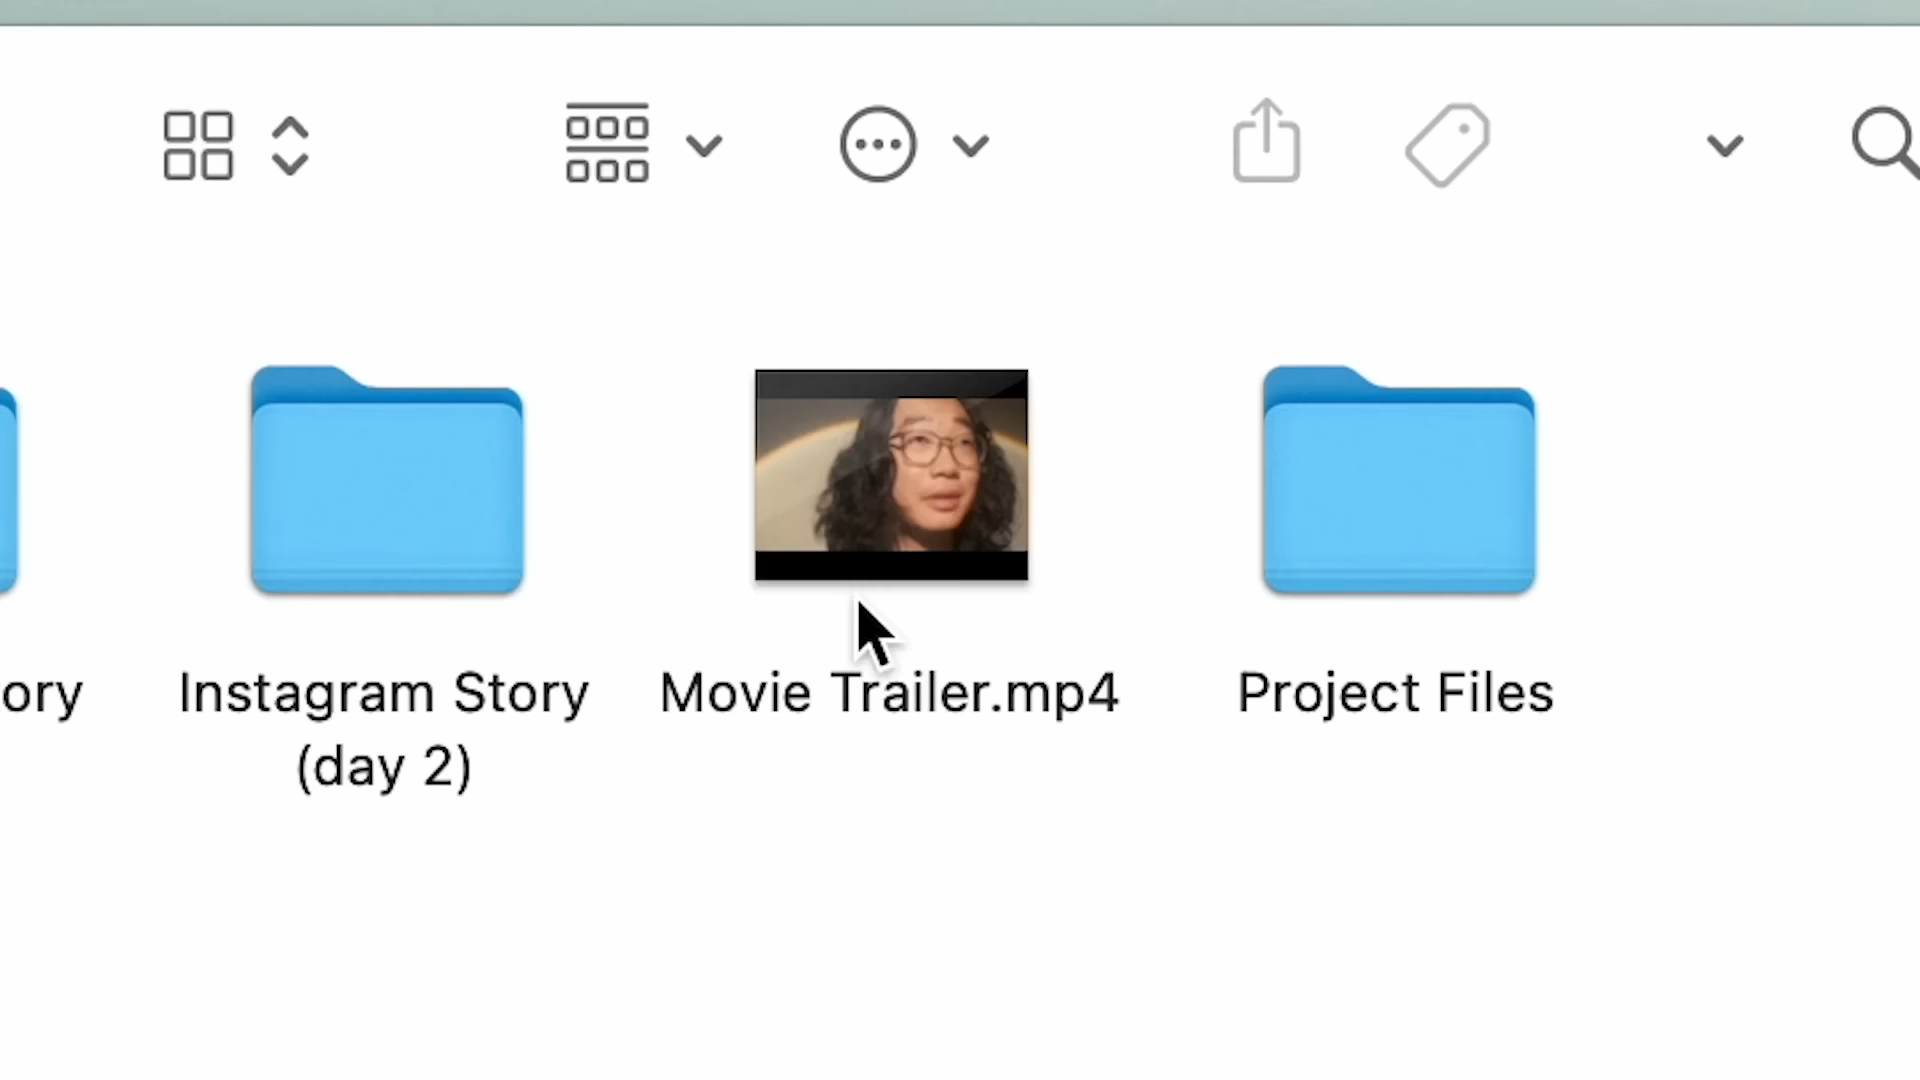 ory
Instagram Story
(day 2)
Movie Trailer.mp4
Project Files